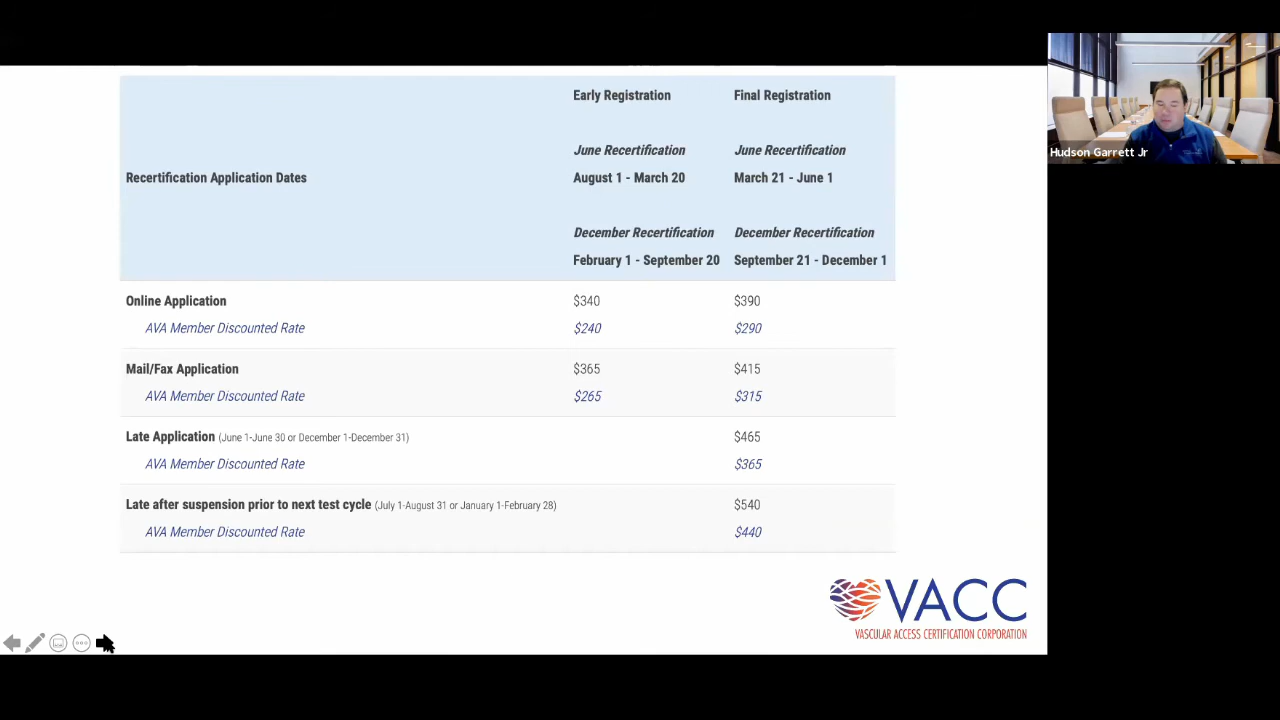 Early Registration Final Registration
June Recertification June Recertification
Recertification Application Dates August 1 - March 20 March 21 - June 1
December Recertification December Recertification
February 1 - September 20 September 21 - December 1
Online Application $340 $390
AVA Member Discounted Rate $240 $290
Mail/Fax Application $365 $415
AVA Member Discounted Rate $265 $315
Late Application (June 1-June 30 or December 1-December 31) $465
AVA Member Discounted Rate $365
Late after suspension prior to next test cycle (July 1-August 31 or January 1-February 28) $540
AVA Member Discounted Rate $440
VACC
VASCULAR ACCESS CERTIFICATION CORPORATION
Hudson Garrett Jr